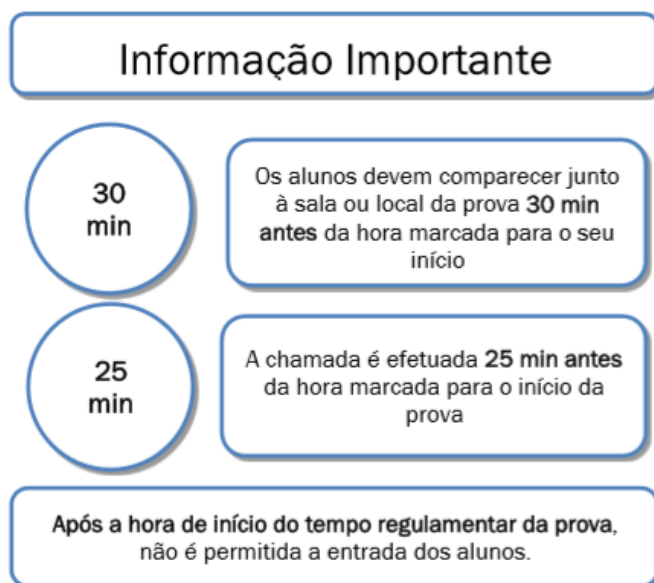 Informação Importante
30
min
Os alunos devem comparecer junto
à sala ou local da prova 30 min
antes da hora marcada para o seu
início
25
min
A chamada é efetuada 25 min antes
da hora marcada para o início da
prova
Após a hora de início do tempo regulamentar da prova,
não é permitida a entrada dos alunos.